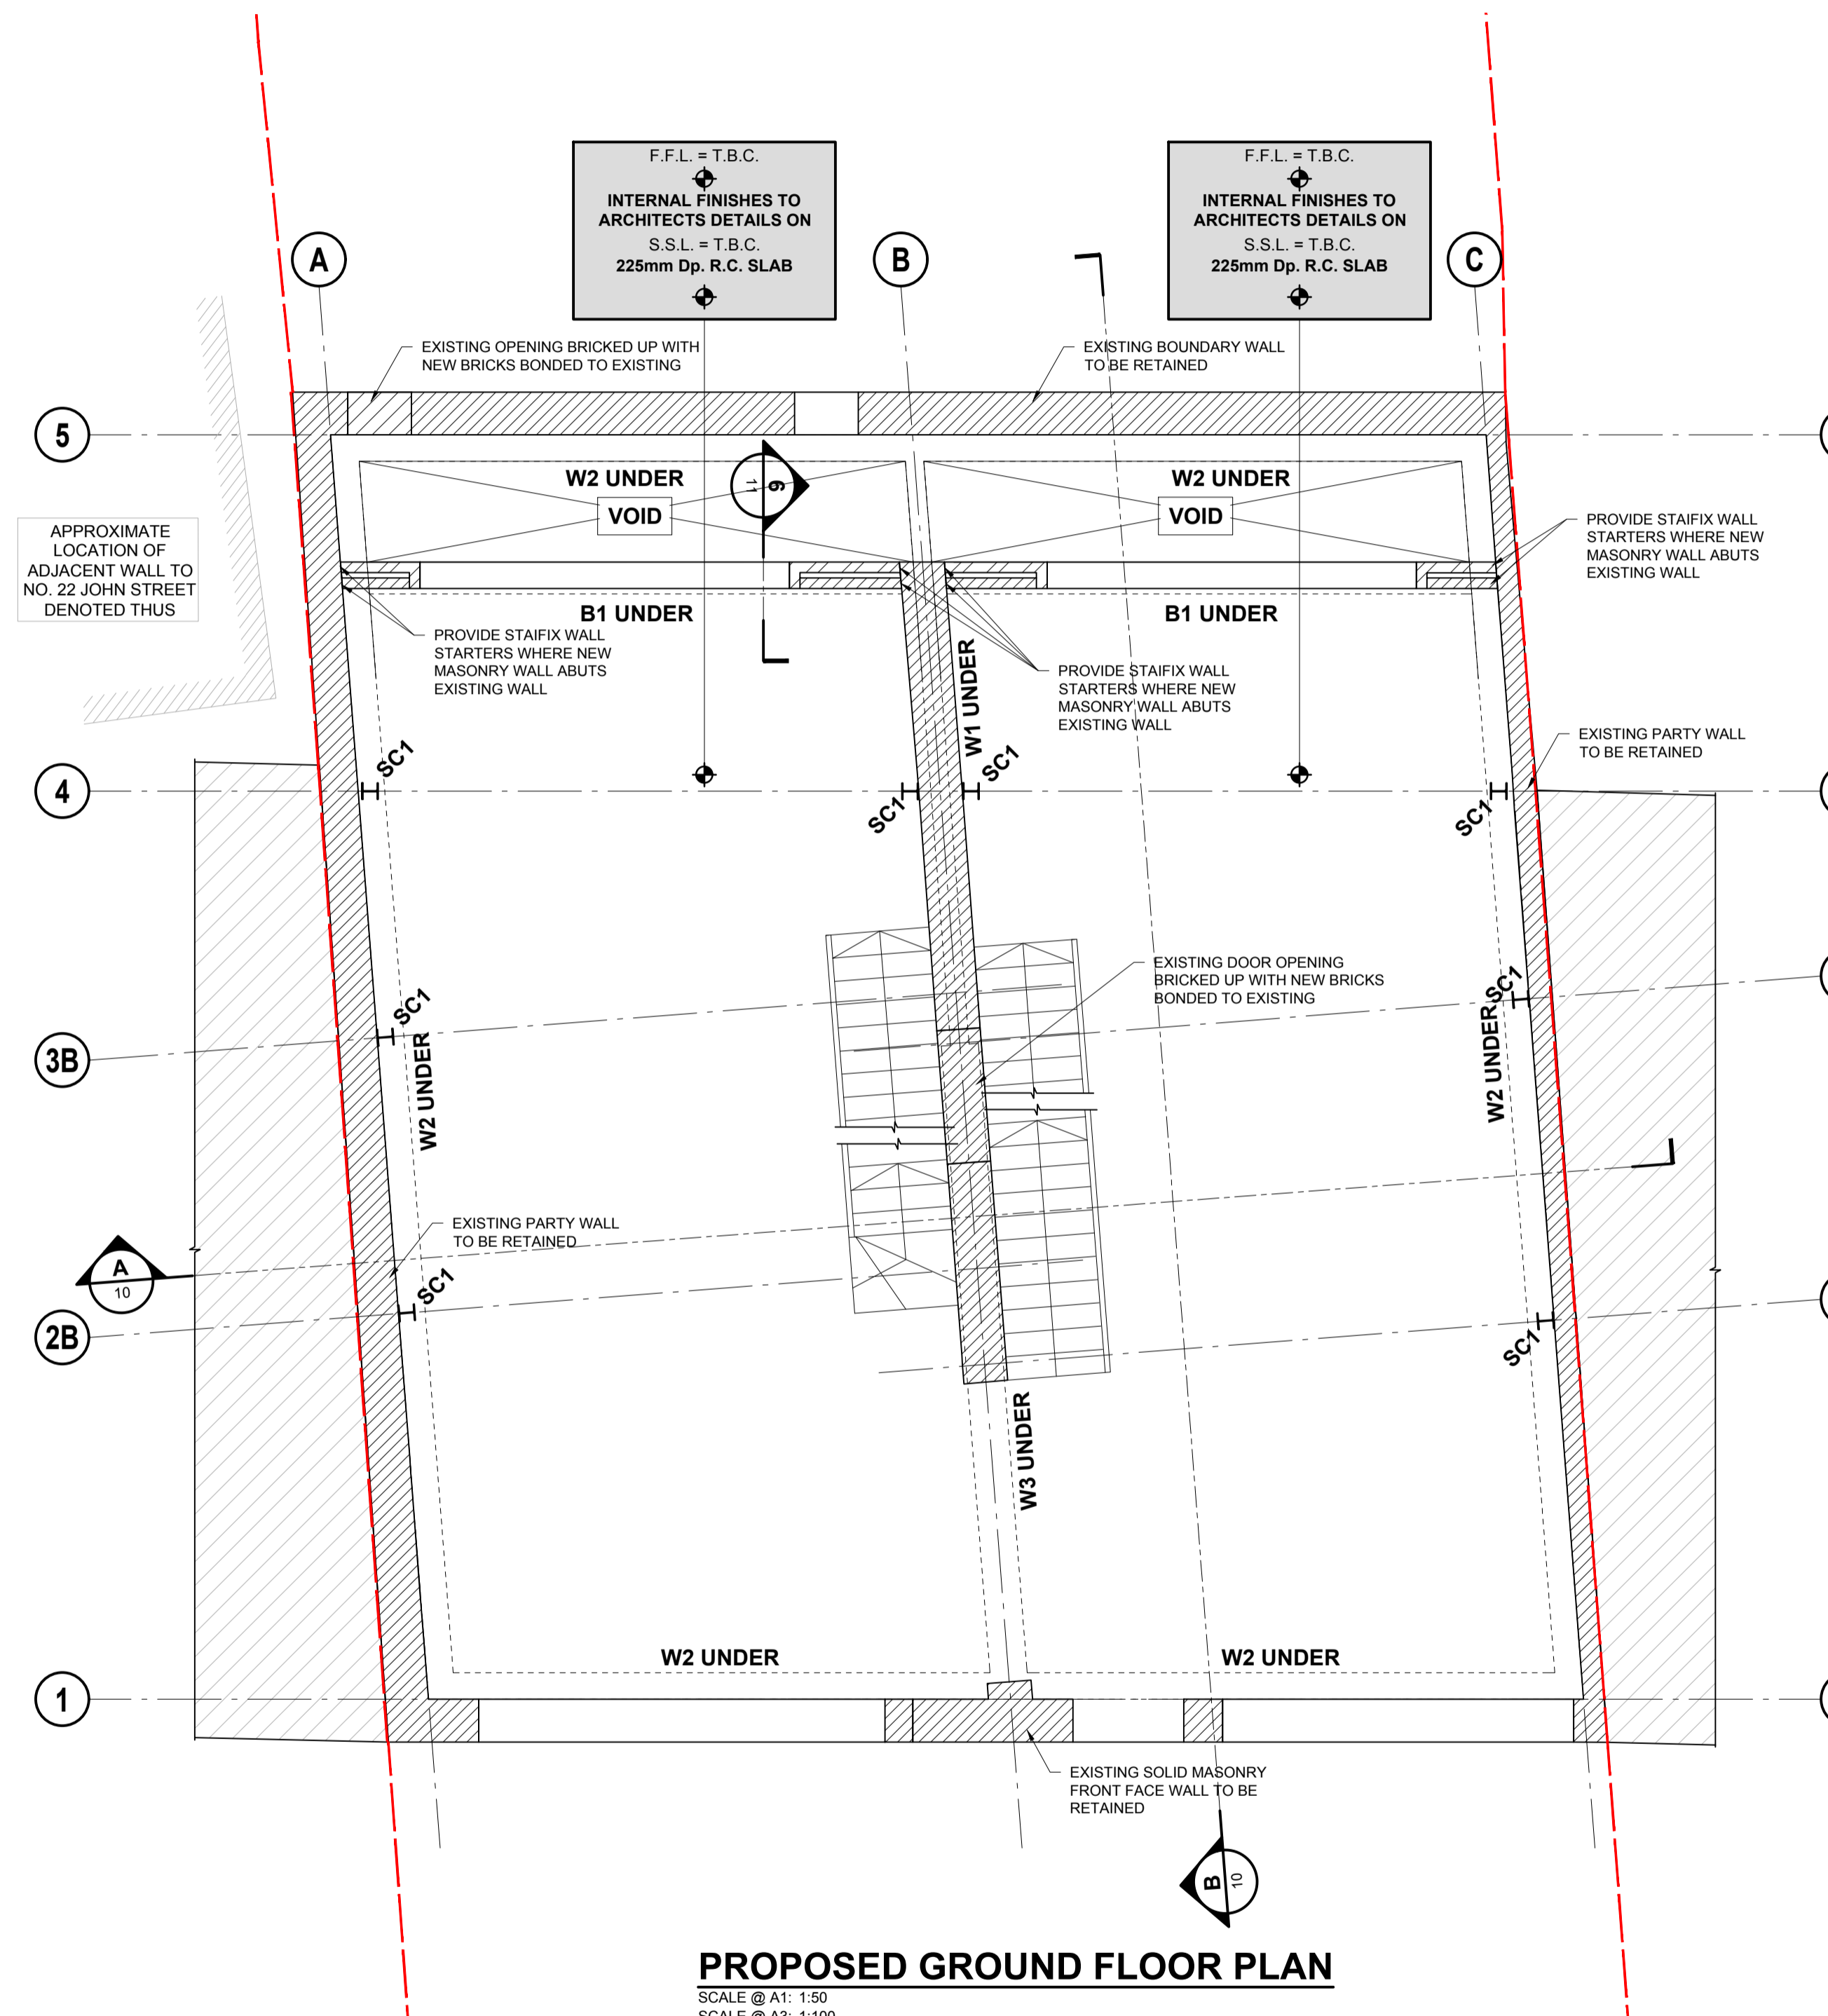 F.F.L. = T.B.C.
INTERNAL FINISHES TO
ARCHITECTS DETAILS ON
S.S.L. = T.B.C.
225mm Dp. R.C. SLAB
F.F.L. = T.B.C.
INTERNAL FINISHES TO
ARCHITECTS DETAILS ON
S.S.L. = T.B.C.
225mm Dp. R.C. SLAB
A
B
C
EXISTING OPENING BRICKED UP WITH
NEW BRICKS BONDED TO EXISTING
EXISTING BOUNDARY WALL
TO BE RETAINED
5
W2 UNDER
VOID
6
11
W2 UNDER
VOID
APPROXIMATE
LOCATION OF
ADJACENT WALL TO
NO. 22 JOHN STREET
DENOTED THUS
PROVIDE STAIFIX WALL
STARTERS WHERE NEW
MASONRY WALL ABUTS
EXISTING WALL
B1 UNDER
B1 UNDER
PROVIDE STAIFIX WALL
STARTERS WHERE NEW
MASONRY WALL ABUTS
EXISTING WALL
W1 UNDER
PROVIDE STAIFIX WALL
STARTERS WHERE NEW
MASONRY WALL ABUTS
EXISTING WALL
EXISTING PARTY WALL
TO BE RETAINED
4
SC1
SC1
SC1
SC1
EXISTING DOOR OPENING
BRICKED UP WITH NEW BRICKS
BONDED TO EXISTING
3B
SC1
SC1
W2 UNDER
W2 UNDER
EXISTING PARTY WALL
TO BE RETAINED
A
10
2B
SC1
SC1
W3 UNDER
W2 UNDER
W2 UNDER
1
EXISTING SOLID MASONRY
FRONT FACE WALL TO BE
RETAINED
B
10
PROPOSED GROUND FLOOR PLAN
SCALE @ A1: 1:50
SCALE @ A3: 1:100